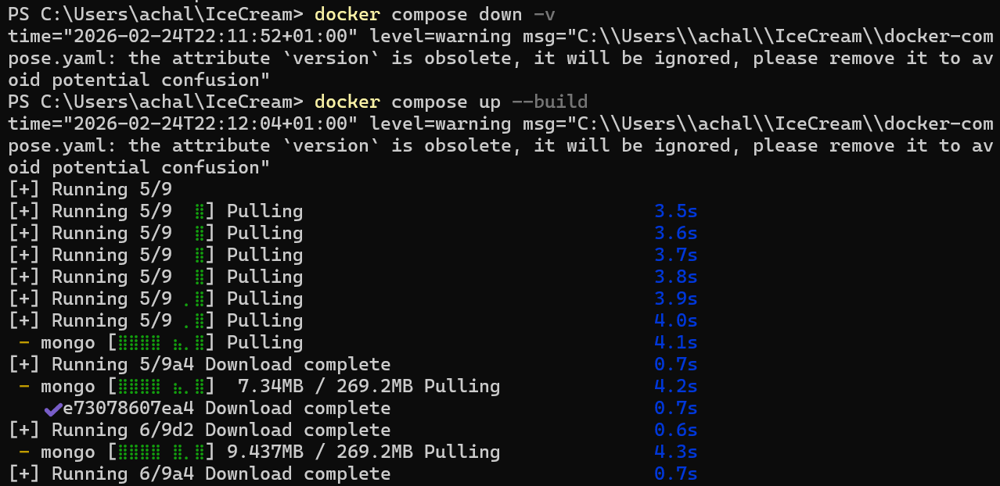 PS C:\Users\achal\IceCream> docker compose down -v
time="2026-02-24T22:11:52+01:00" level=warning msg="C:\\Users\\achal\\IceCream\\docker-com
pose.yaml: the attribute `version` is obsolete, it will be ignored, please remove it to av
oid potential confusion"
PS C:\Users\achal\IceCream> docker compose up --build
time="2026-02-24T22:12:04+01:00" level=warning msg="C:\\Users\\achal\\IceCream\\docker-com
pose.yaml: the attribute `version` is obsolete, it will be ignored, please remove it to av
oid potential confusion"
[+] Running 5/9
[+] Running 5/9 ⣿] Pulling 3.5s
[+] Running 5/9 ⣿] Pulling 3.6s
[+] Running 5/9 ⣿] Pulling 3.7s
[+] Running 5/9 ⣿] Pulling 3.8s
[+] Running 5/9 ⡀⣿] Pulling 3.9s
[+] Running 5/9 ⡀⣿] Pulling 4.0s
- mongo [⣿⣿⣿⣿ ⣦⡀⣿] Pulling 4.1s
[+] Running 5/9a4 Download complete 0.7s
- mongo [⣿⣿⣿⣿ ⣦⡀⣿] 7.34MB / 269.2MB Pulling 4.2s
✔e73078607ea4 Download complete 0.7s
[+] Running 6/9d2 Download complete 0.6s
- mongo [⣿⣿⣿⣿ ⣿⡀⣿] 9.437MB / 269.2MB Pulling 4.3s
[+] Running 6/9a4 Download complete 0.7s